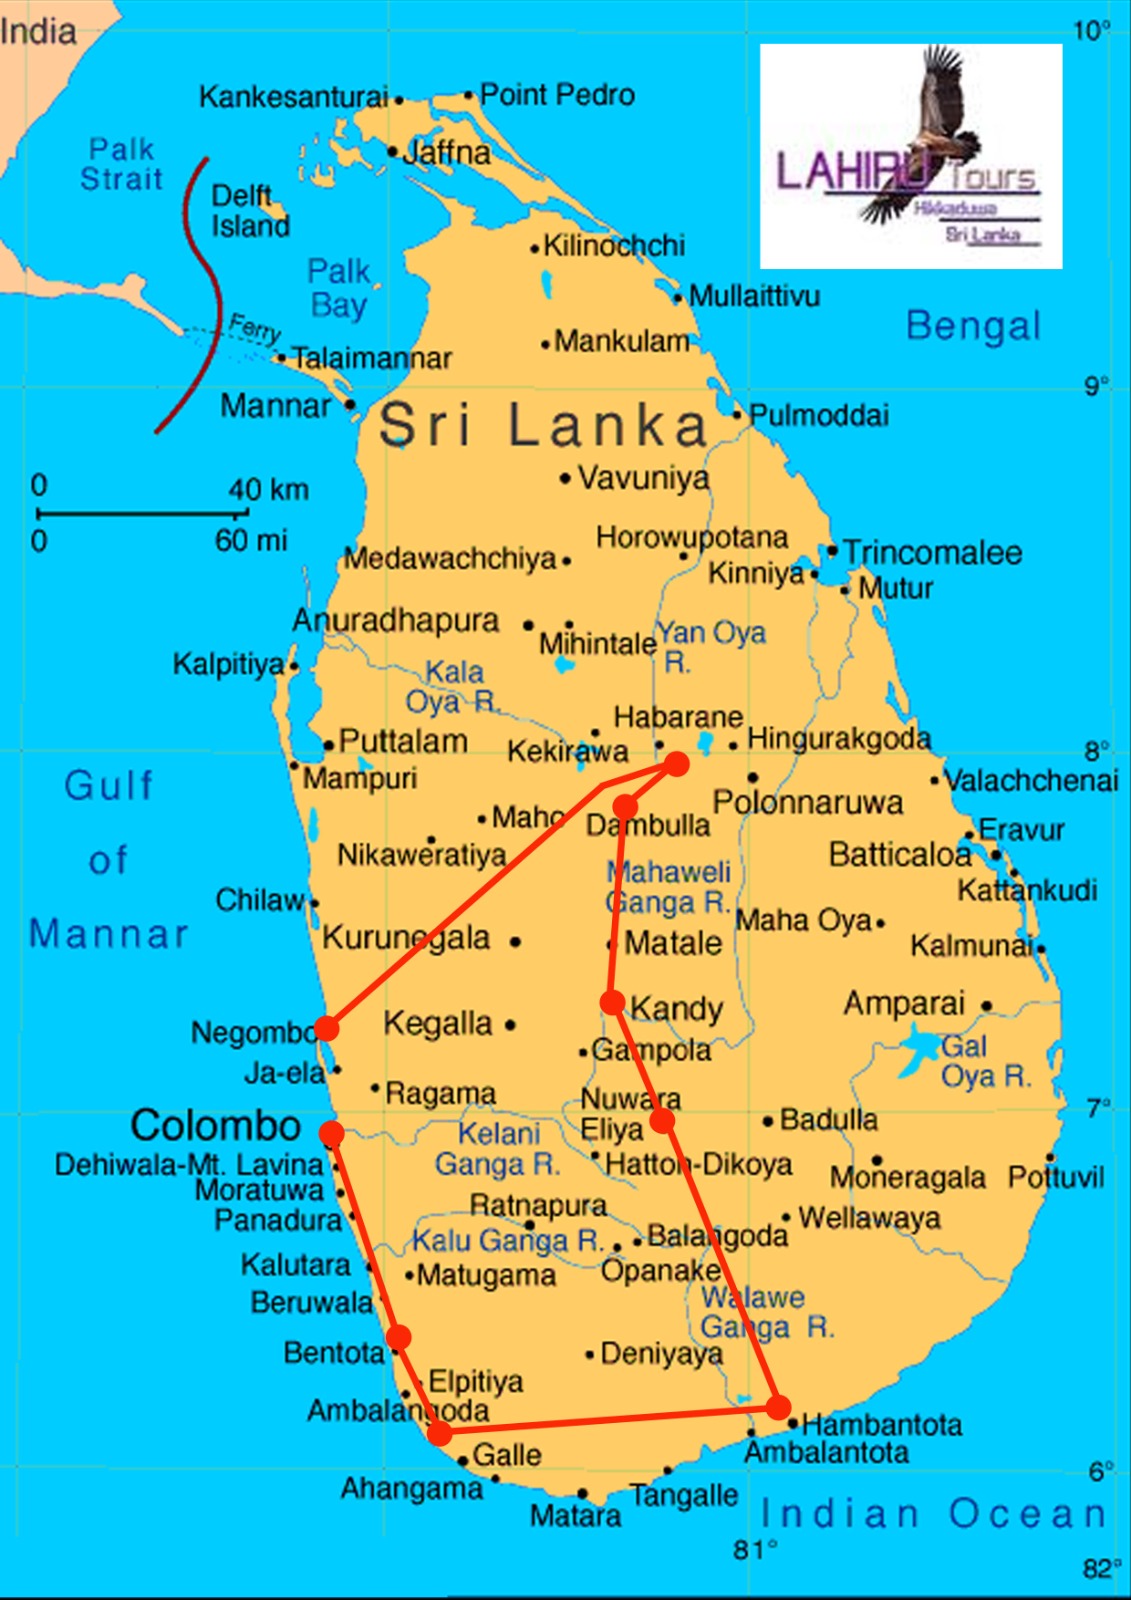 India
10°
Kankesanturai
Point Pedro
Palk
Strait
Jaffna
LAHIRU Tours
Hikkaduwa
Sri Lanka
Delft
Island
Kilinochchi
Palk
Bay
Mullaittivu
Bengal
Ferry
Mankulam
Talaimannar
9°
Mannar
Sri Lanka
Pulmoddai
0
40 km
Vavuniya
0
60 mi
Horowupotana
Medawachchiya
Trincomalee
Kinniya
Mutur
Anuradhapura
Mihintale
Yan Oya
R.
Kalpitiya
Kala
Oya R.
Habarane
Puttalam
Kekirawa
Hingurakgoda
8°
Mampuri
Valachchenai
Gulf
of
Mannar
Polonnaruwa
Maho
Dambulla
Eravur
Nikaweratiya
Batticaloa
Mahaweli
Ganga R.
Kattankudi
Chilaw
Maha Oya
Kurunegala
Matale
Kalmunai
Kandy
Amparai
Negombo
Kegalla
Gampola
Gal
Oya R.
Ja-ela
Ragama
Nuwara
Eliya
7°
Colombo
Badulla
Kelani
Ganga R.
Dehiwala-Mt. Lavina
Hatton-Dikoya
Moneragala
Pottuvil
Moratuwa
Ratnapura
Panadura
Wellawaya
Kalu Ganga R.
Balangoda
Kalutara
Matugama
Opanake
Beruwala
Walawe
Ganga R.
Bentota
Deniyaya
Elpitiya
Ambalangoda
Hambantota
Galle
Ambalantota
6°
Ahangama
Tangalle
Matara
Indian Ocean
81°
82°